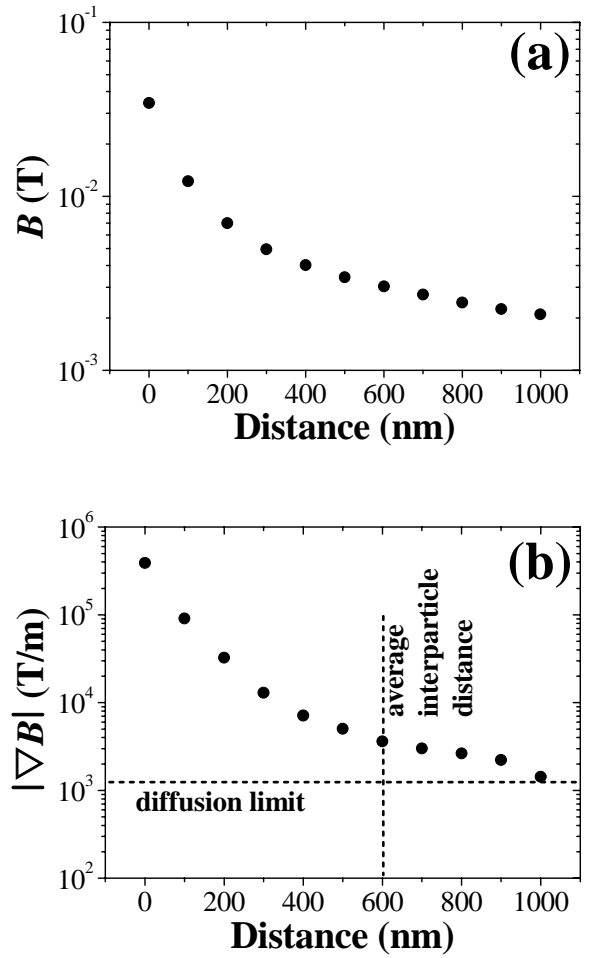 (a)
B (T)
10⁻¹
10⁻²
10⁻³
0 200 400 600 800 1000
Distance (nm)
(b)
|∇B| (T/m)
10⁶
10⁵
10⁴
10³
10²
average
interparticle
distance
diffusion limit
0 200 400 600 800 1000
Distance (nm)